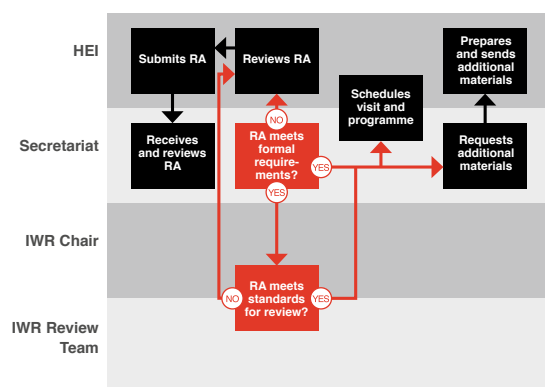 HEI
Submits RA
Reviews RA
Prepares
and sends
additional
materials
Schedules
visit and
programme
Secretariat
Receives
and reviews
RA
NO
RA meets
formal
require-
ments?
YES
YES
Requests
additional
materials
IWR Chair
RA meets
standards
for review?
NO
YES
IWR Review
Team